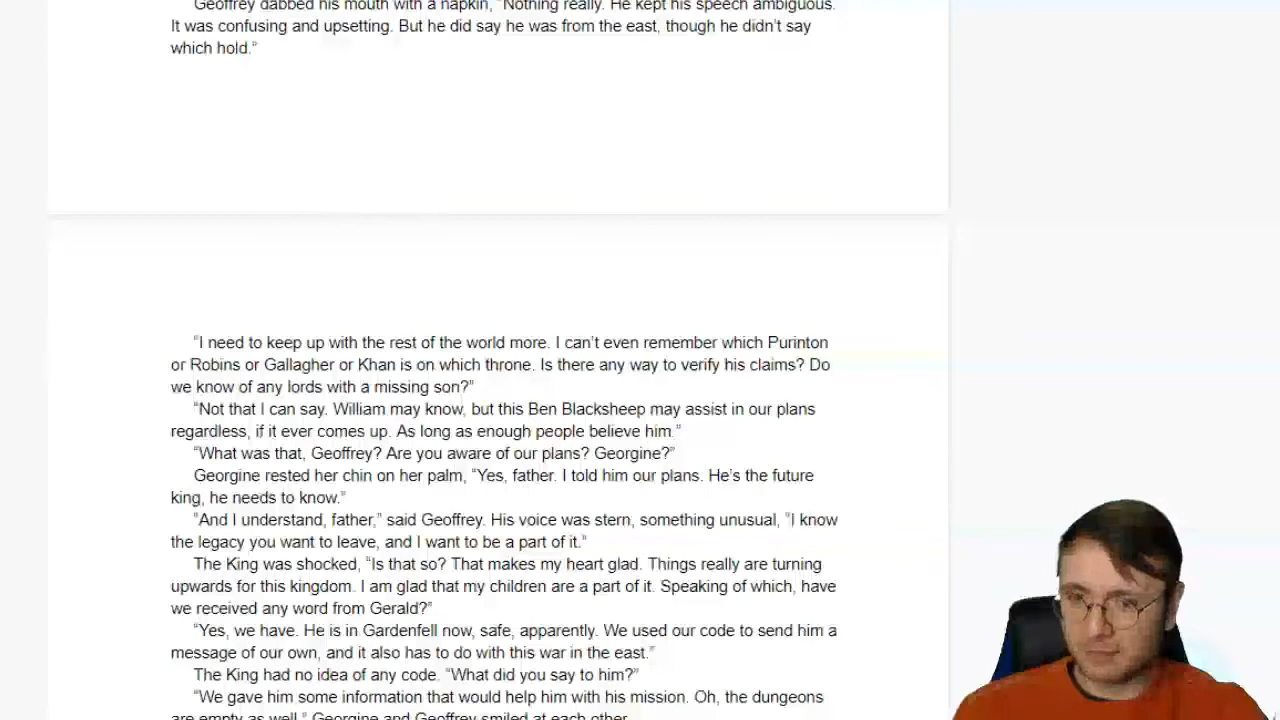 Geoffrey dabbed his mouth with a napkin, “Nothing really. He kept his speech ambiguous.
It was confusing and upsetting. But he did say he was from the east, though he didn’t say
which hold.”
“I need to keep up with the rest of the world more. I can’t even remember which Purinton
or Robins or Gallagher or Khan is on which throne. Is there any way to verify his claims? Do
we know of any lords with a missing son?”
“Not that I can say. William may know, but this Ben Blacksheep may assist in our plans
regardless, if it ever comes up. As long as enough people believe him.”
“What was that, Geoffrey? Are you aware of our plans? Georgine?”
Georgine rested her chin on her palm, “Yes, father. I told him our plans. He’s the future
king, he needs to know.”
“And I understand, father,” said Geoffrey. His voice was stern, something unusual, “I know
the legacy you want to leave, and I want to be a part of it.”
The King was shocked, “Is that so? That makes my heart glad. Things really are turning
upwards for this kingdom. I am glad that my children are a part of it. Speaking of which, have
we received any word from Gerald?”
“Yes, we have. He is in Gardenfell now, safe, apparently. We used our code to send him a
message of our own, and it also has to do with this war in the east.”
The King had no idea of any code. “What did you say to him?”
“We gave him some information that would help him with his mission. Oh, the dungeons
are empty as well.” Georgine and Geoffrey smiled at each other.